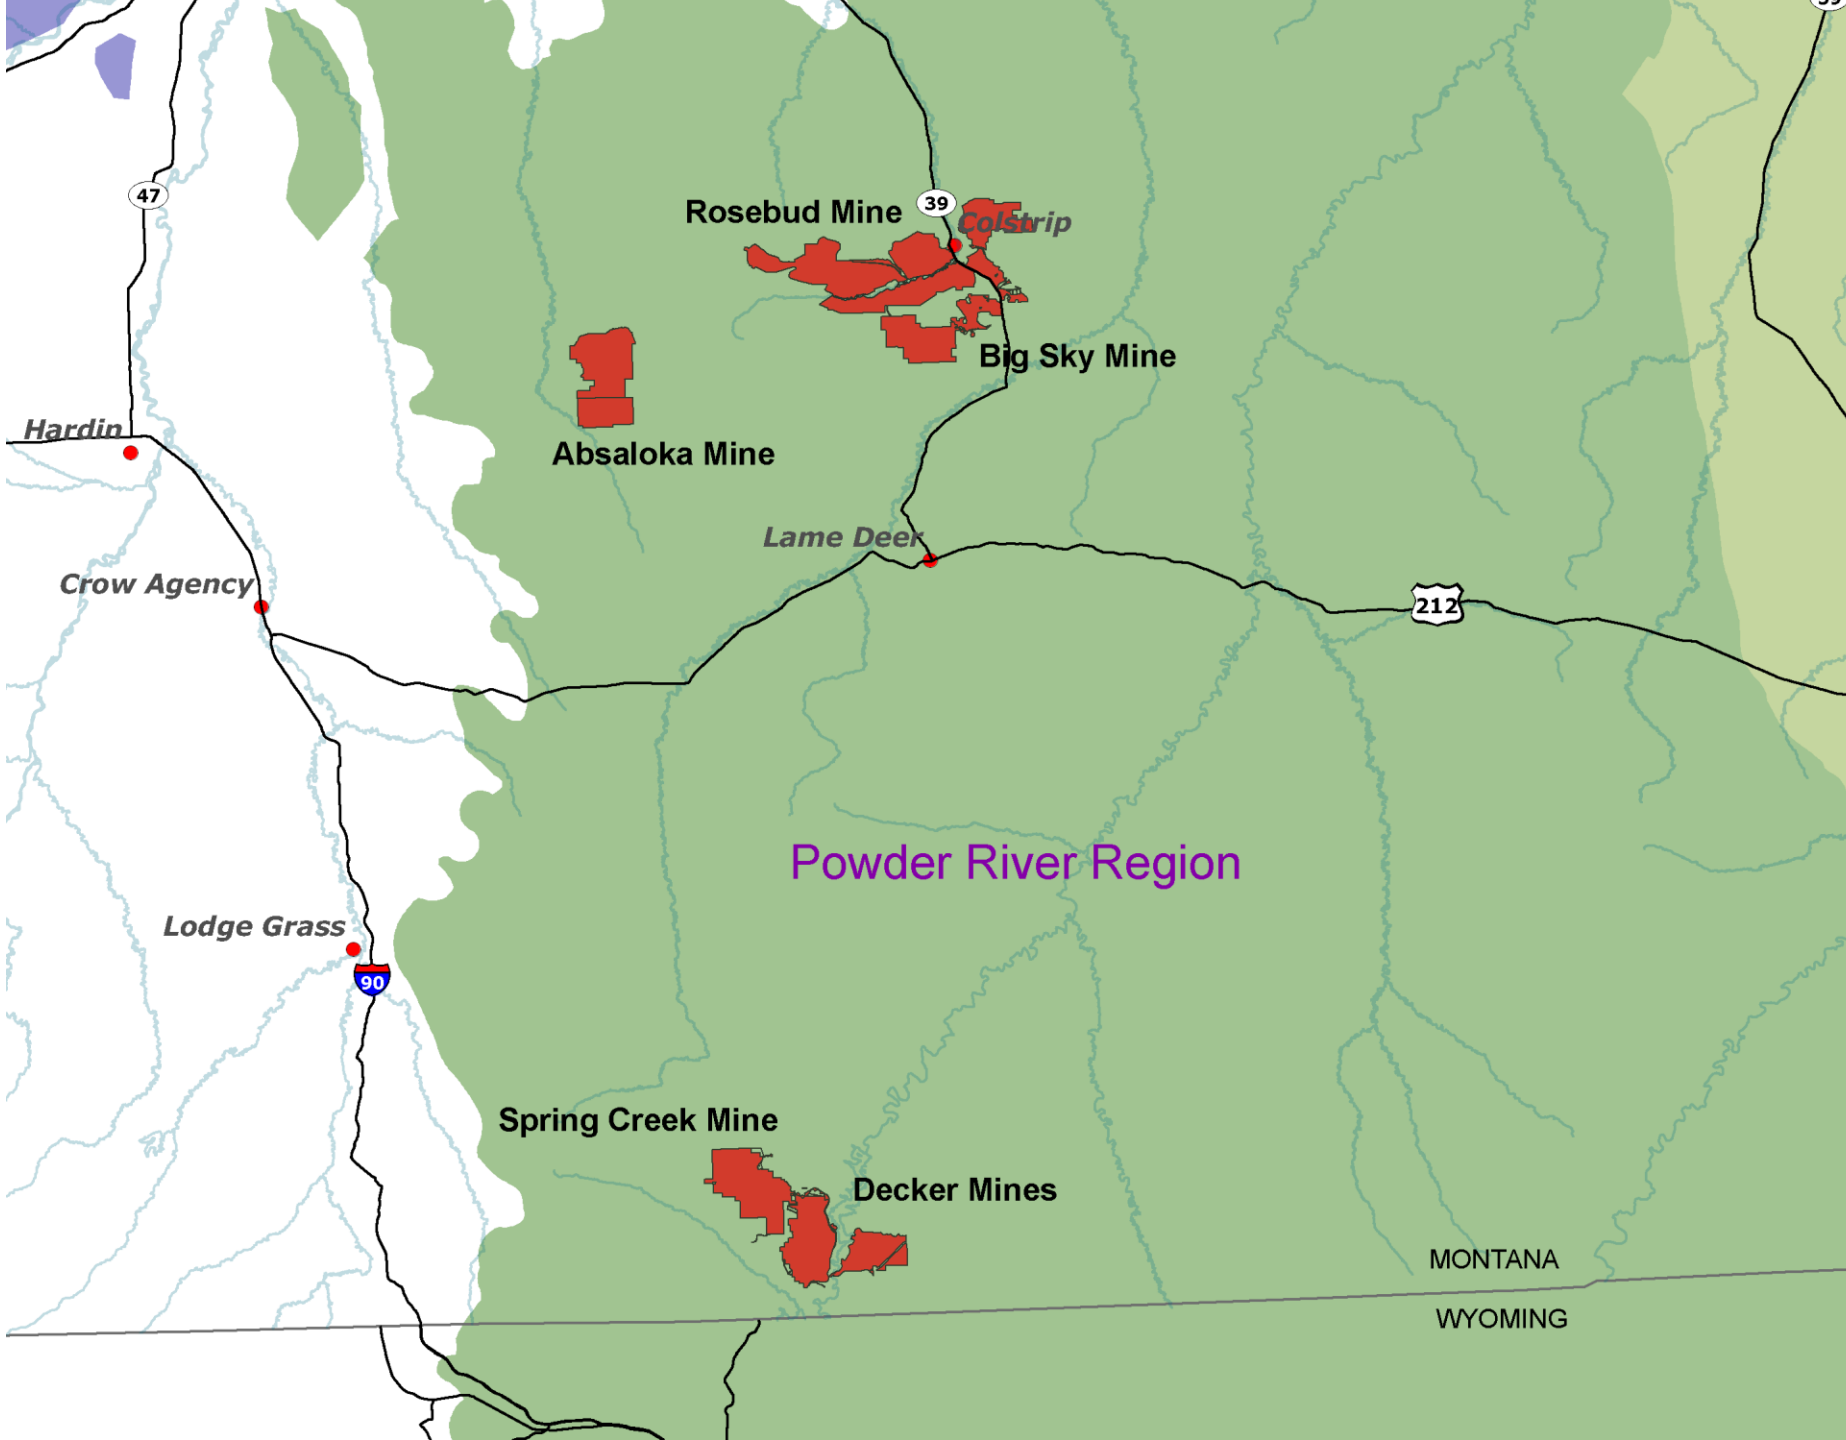 59
47
Rosebud Mine
39
Colstrip
Big Sky Mine
Hardin
Absaloka Mine
Lame Deer
Crow Agency
212
Powder River Region
Lodge Grass
90
Spring Creek Mine
Decker Mines
MONTANA
WYOMING